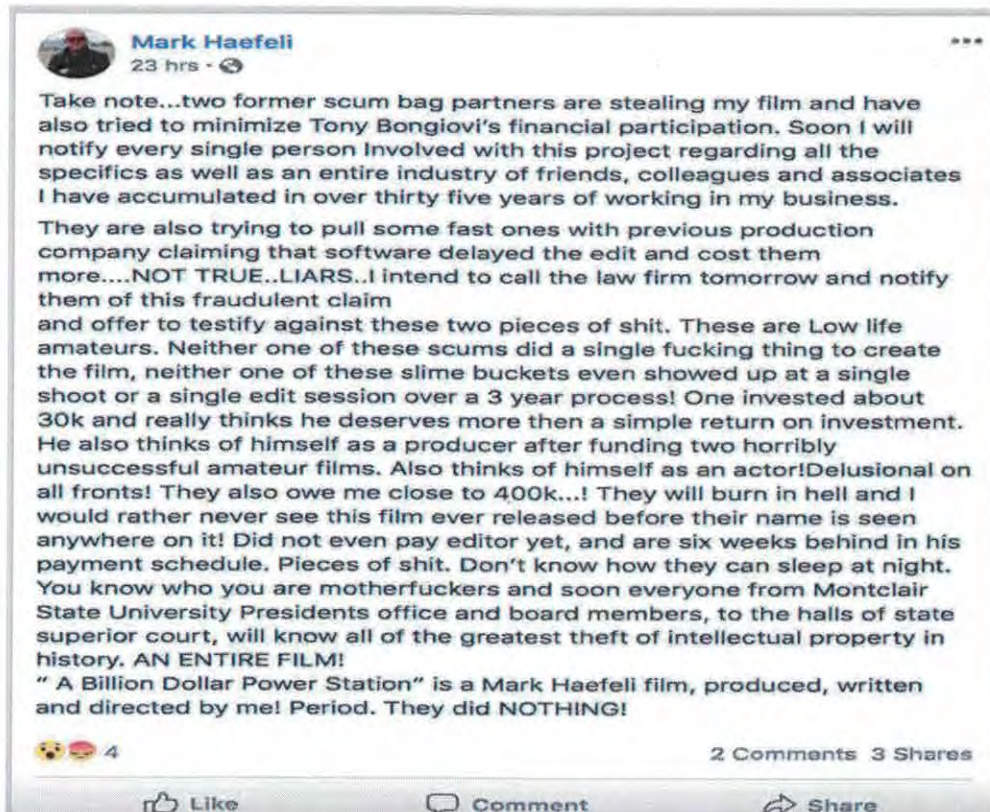 Mark Haefeli
23 hrs ·
Take note...two former scum bag partners are stealing my film and have
also tried to minimize Tony Bongiovi's financial participation. Soon I will
notify every single person Involved with this project regarding all the
specifics as well as an entire industry of friends, colleagues and associates
I have accumulated in over thirty five years of working in my business.
They are also trying to pull some fast ones with previous production
company claiming that software delayed the edit and cost them
more....NOT TRUE..LIARS..I intend to call the law firm tomorrow and notify
them of this fraudulent claim
and offer to testify against these two pieces of shit. These are Low life
amateurs. Neither one of these scums did a single fucking thing to create
the film, neither one of these slime buckets even showed up at a single
shoot or a single edit session over a 3 year process! One invested about
30k and really thinks he deserves more then a simple return on investment.
He also thinks of himself as a producer after funding two horribly
unsuccessful amateur films. Also thinks of himself as an actor!Delusional on
all fronts! They also owe me close to 400k...! They will burn in hell and I
would rather never see this film ever released before their name is seen
anywhere on it! Did not even pay editor yet, and are six weeks behind in his
payment schedule. Pieces of shit. Don't know how they can sleep at night.
You know who you are motherfuckers and soon everyone from Montclair
State University Presidents office and board members, to the halls of state
superior court, will know all of the greatest theft of intellectual property in
history. AN ENTIRE FILM!
" A Billion Dollar Power Station" is a Mark Haefeli film, produced, written
and directed by me! Period. They did NOTHING!
4
2 Comments 3 Shares
Like
Comment
Share